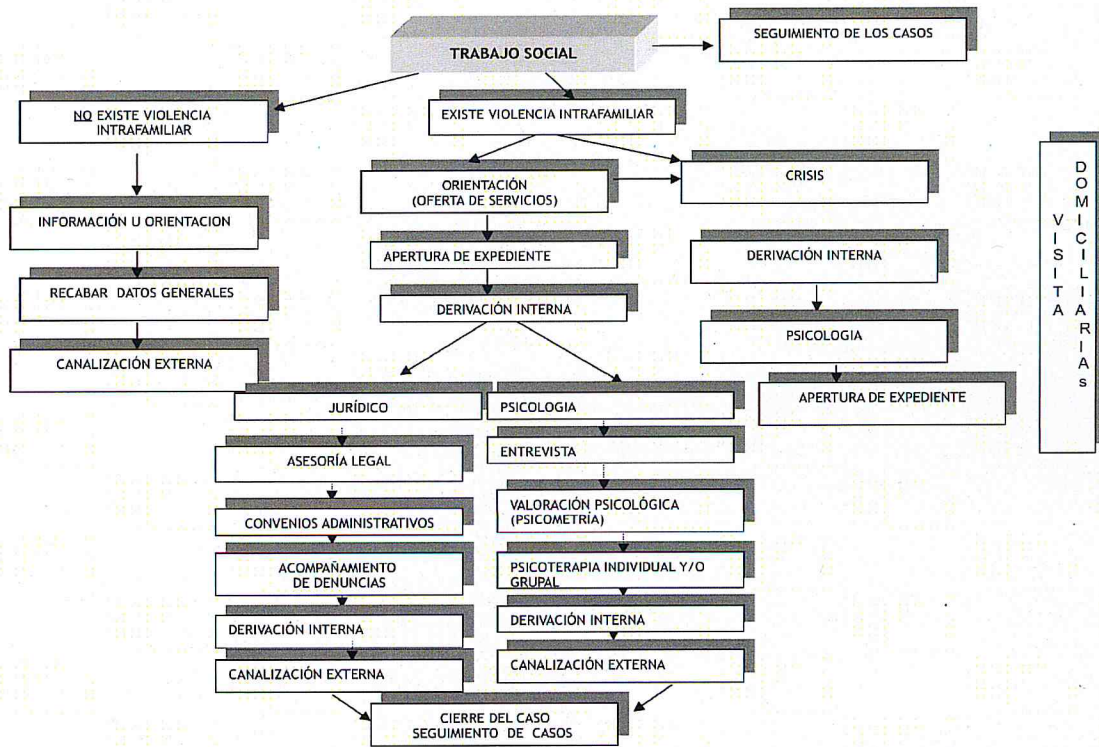 TRABAJO SOCIAL
SEGUIMIENTO DE LOS CASOS
NO EXISTE VIOLENCIA
INTRAFAMILIAR
EXISTE VIOLENCIA INTRAFAMILIAR
ORIENTACIÓN
(OFERTA DE SERVICIOS)
CRISIS
INFORMACIÓN U ORIENTACION
APERTURA DE EXPEDIENTE
DERIVACIÓN INTERNA
RECABAR DATOS GENERALES
DERIVACIÓN INTERNA
PSICOLOGIA
CANALIZACIÓN EXTERNA
APERTURA DE EXPEDIENTE
JURÍDICO
PSICOLOGIA
ASESORÍA LEGAL
ENTREVISTA
CONVENIOS ADMINISTRATIVOS
VALORACIÓN PSICOLÓGICA
(PSICOMETRÍA)
ACOMPAÑAMIENTO
DE DENUNCIAS
PSICOTERAPIA INDIVIDUAL Y/O
GRUPAL
DERIVACIÓN INTERNA
DERIVACIÓN INTERNA
CANALIZACIÓN EXTERNA
CANALIZACIÓN EXTERNA
CIERRE DEL CASO
SEGUIMIENTO DE CASOS
VISITA
DOMICILIARIAs